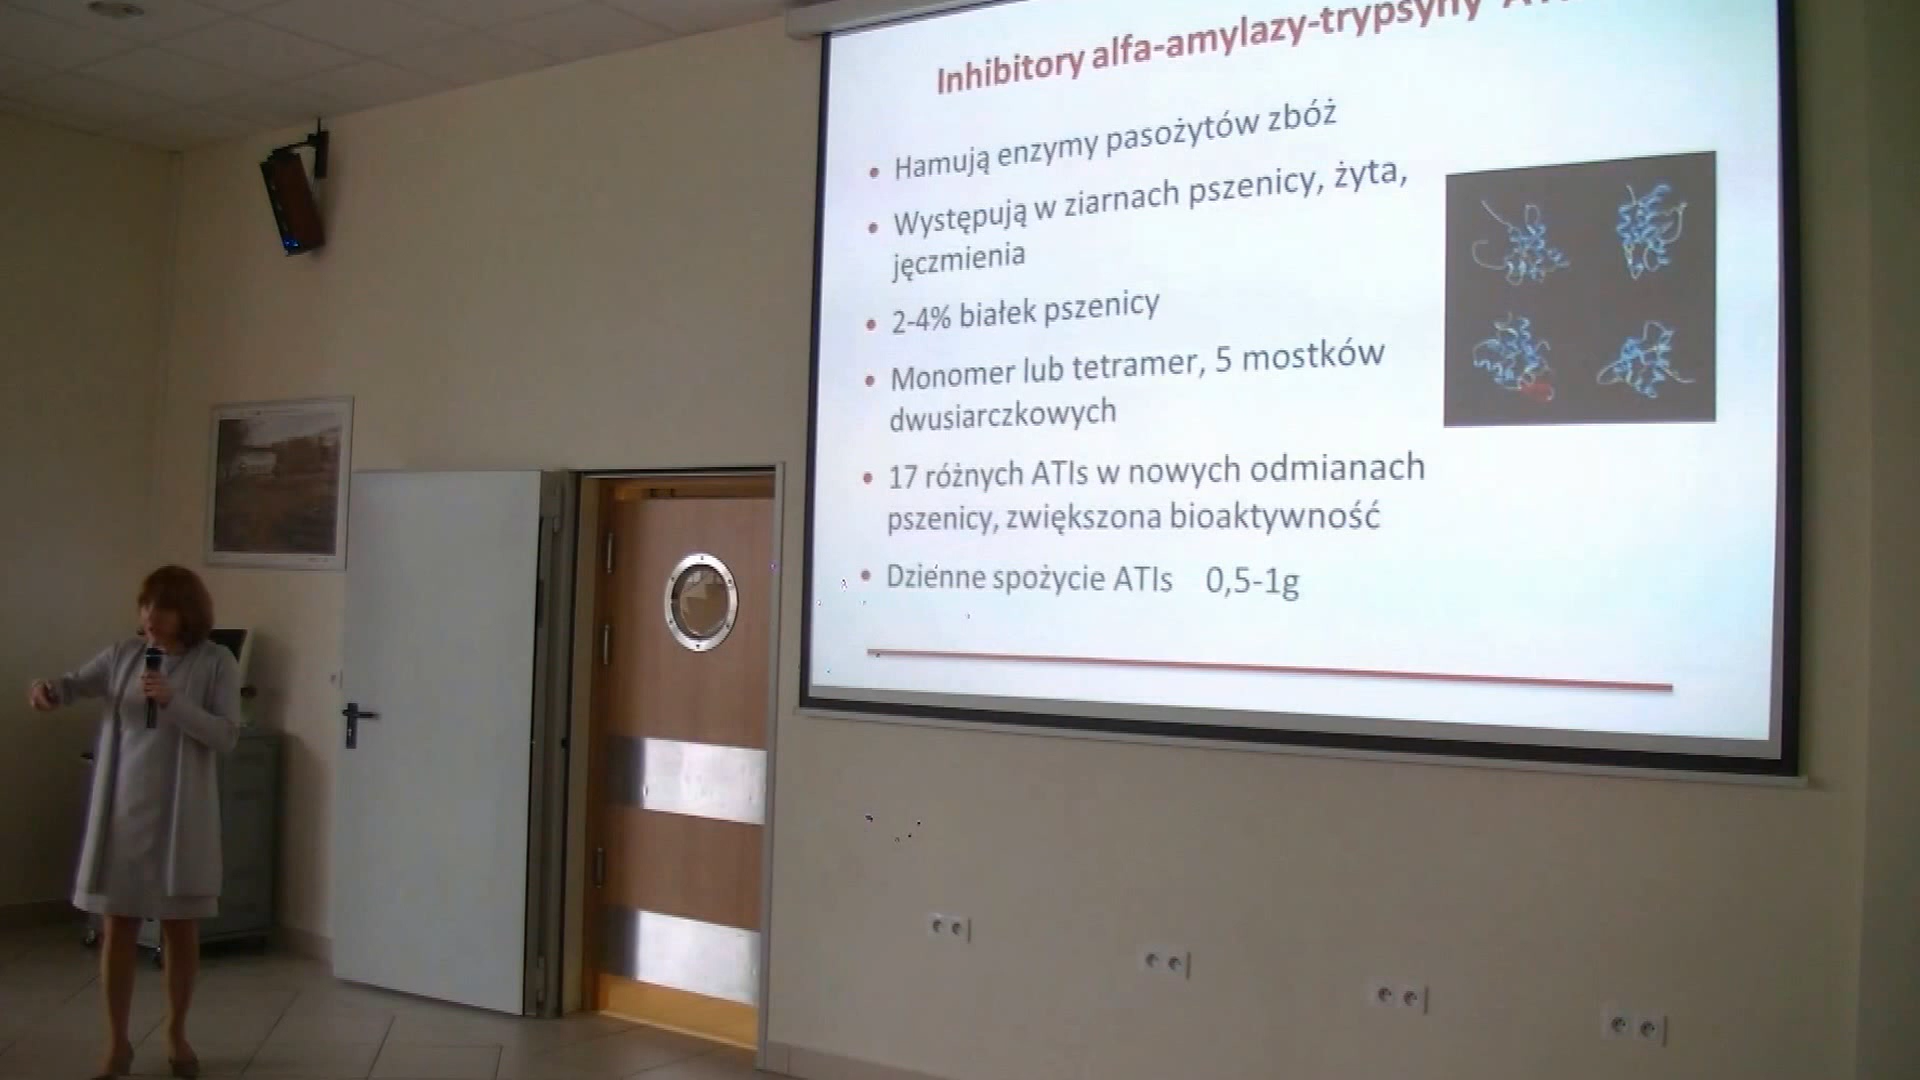 Inhibitory alfa-amylazy-trypsyny
Hamują enzymy pasożytów zbóż
Występują w ziarnach pszenicy, żyta,
jęczmienia
2-4% białek pszenicy
Monomer lub tetramer, 5 mostków
dwusiarczkowych
17 różnych ATIs w nowych odmianach
pszenicy, zwiększona bioaktywność
Dzienne spożycie ATIs 0,5-1g